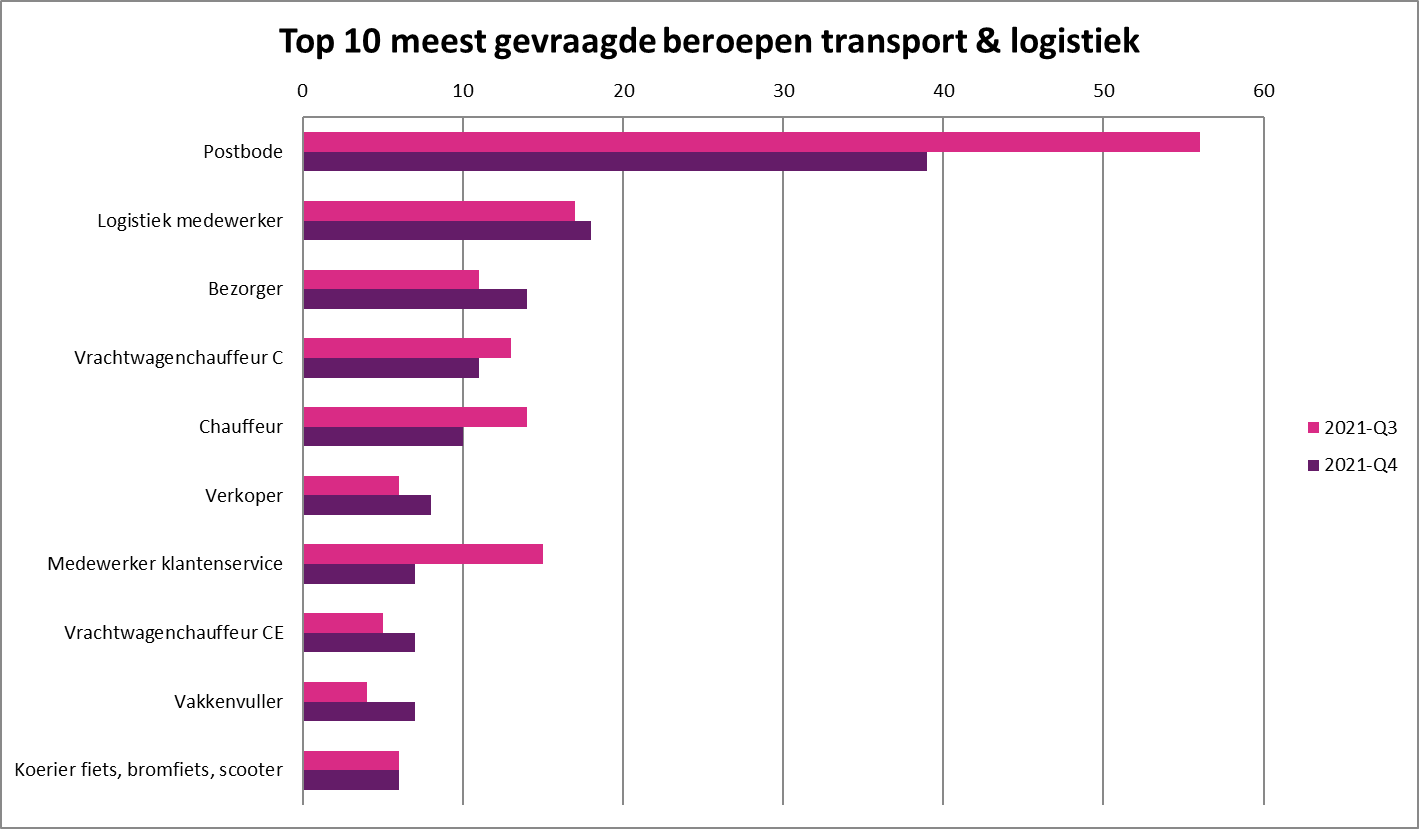 Top 10 meest gevraagde beroepen transport & logistiek
0 10 20 30 40 50 60
Postbode
Logistiek medewerker
Bezorger
Vrachtwagenchauffeur C
Chauffeur
Verkoper
Medewerker klantenservice
Vrachtwagenchauffeur CE
Vakkenvuller
Koerier fiets, bromfiets, scooter
2021-Q3
2021-Q4